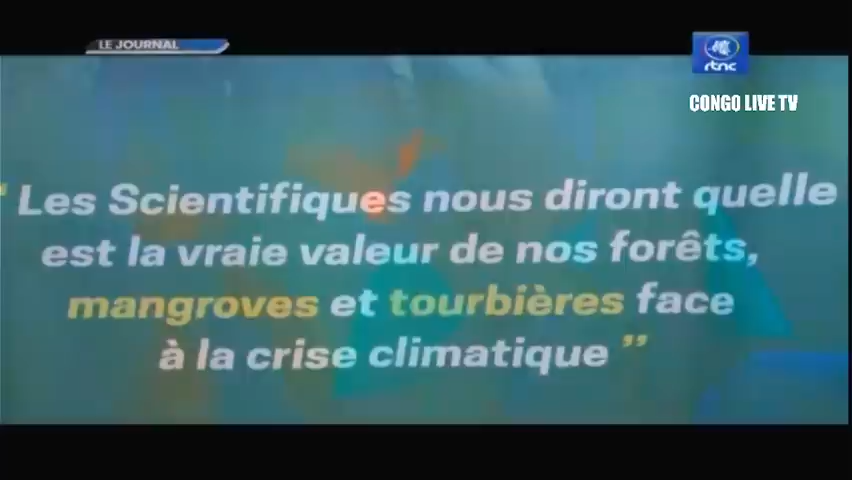 LE JOURNAL
rtnc
CONGO LIVE TV
" Les Scientifiques nous diront quelle
est la vraie valeur de nos forêts,
mangroves et tourbières face
à la crise climatique ”